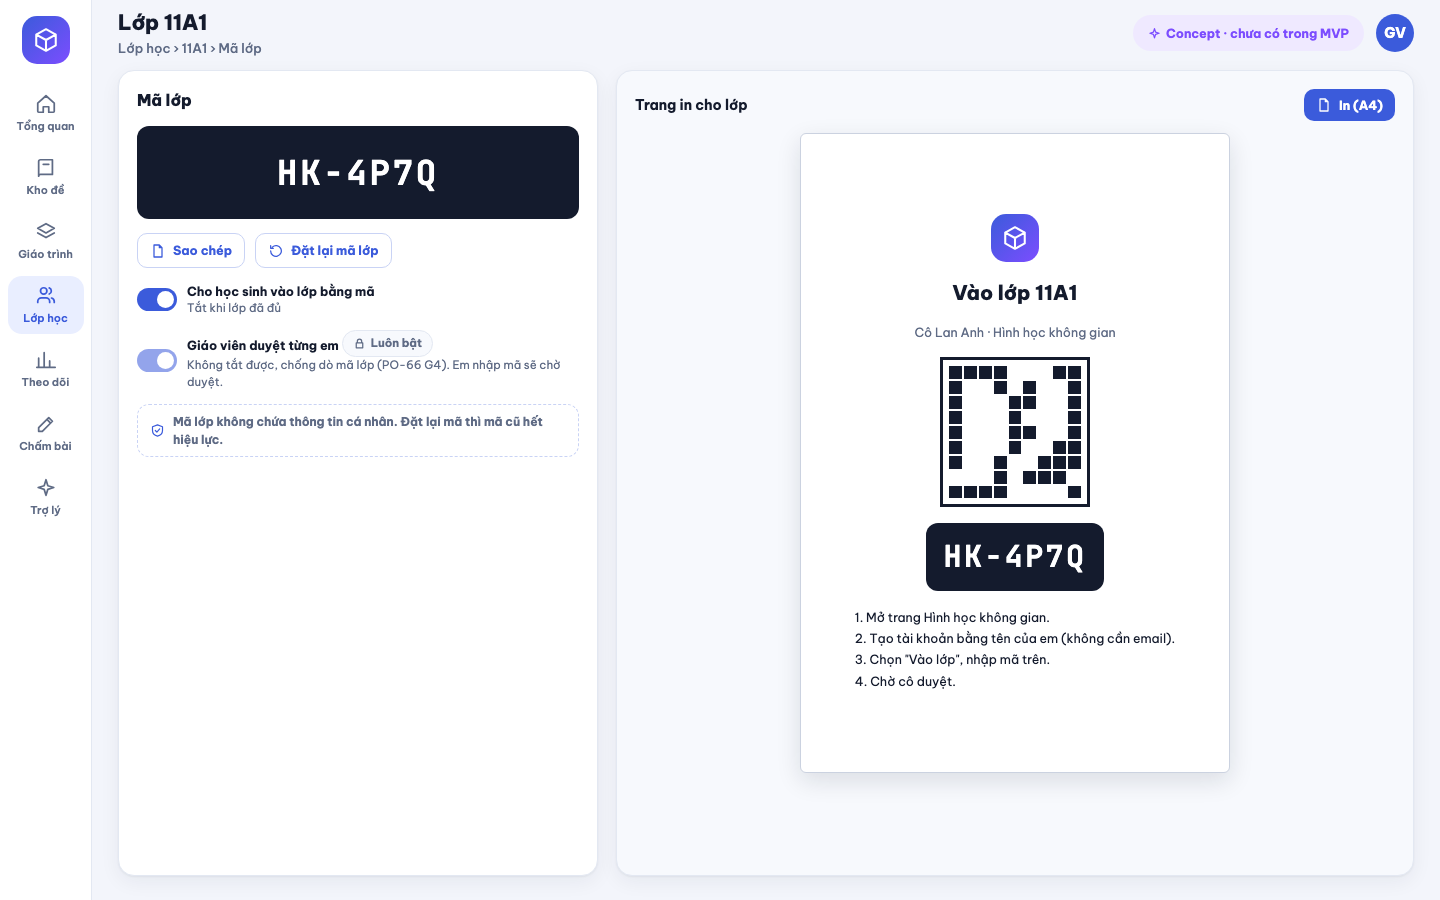 Lớp 11A1
Lớp học › 11A1 › Mã lớp
Concept · chưa có trong MVP
GV
Tổng quan
Kho đề
Giáo trình
Lớp học
Theo dõi
Chấm bài
Trợ lý
Mã lớp
HK-4P7Q
Sao chép
Đặt lại mã lớp
Cho học sinh vào lớp bằng mã
Tắt khi lớp đã đủ
Giáo viên duyệt từng em
Luôn bật
Không tắt được, chống dò mã lớp (PO-66 G4). Em nhập mã sẽ chờ
duyệt.
Mã lớp không chứa thông tin cá nhân. Đặt lại mã thì mã cũ hết
hiệu lực.
Trang in cho lớp
In (A4)
Vào lớp 11A1
Cô Lan Anh · Hình học không gian
HK-4P7Q
1. Mở trang Hình học không gian.
2. Tạo tài khoản bằng tên của em (không cần email).
3. Chọn "Vào lớp", nhập mã trên.
4. Chờ cô duyệt.